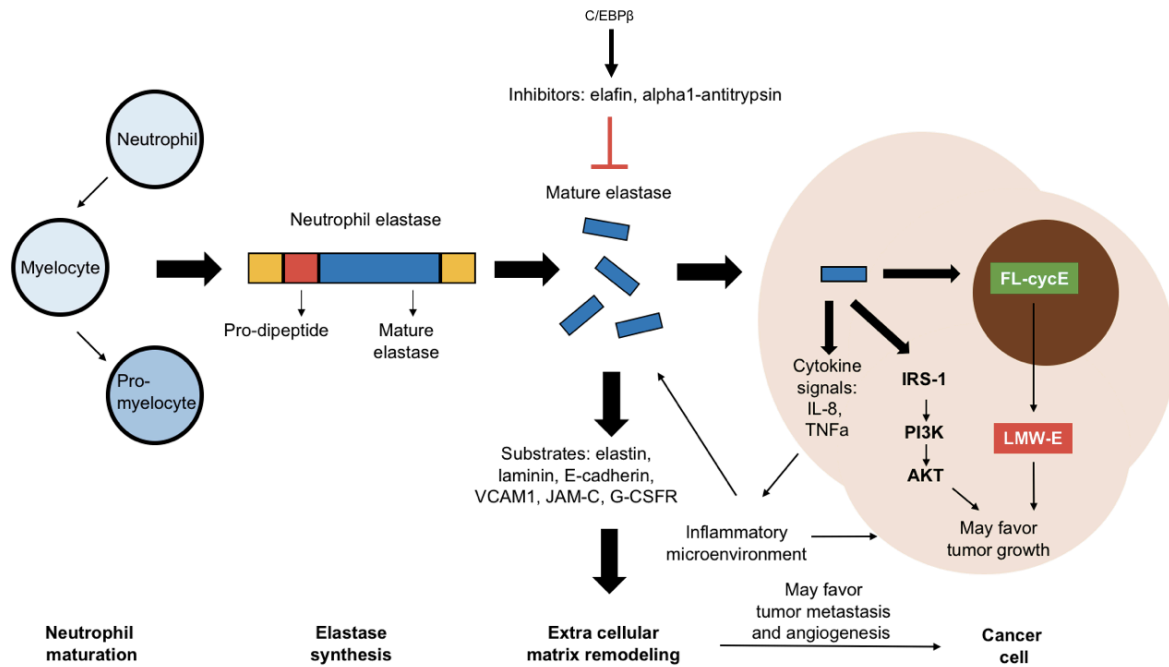 C/EBPβ
Inhibitors: elafin, alpha1-antitrypsin
Neutrophil
Myelocyte
Pro-
myelocyte
Neutrophil elastase
Pro-dipeptide
Mature
elastase
Mature elastase
Substrates: elastin,
laminin, E-cadherin,
VCAM1, JAM-C, G-CSFR
Cytokine
signals:
IL-8,
TNFa
IRS-1
PI3K
AKT
FL-cycE
LMW-E
May favor
tumor growth
Inflammatory
microenvironment
May favor
tumor metastasis
and angiogenesis
Neutrophil
maturation
Elastase
synthesis
Extra cellular
matrix remodeling
Cancer
cell